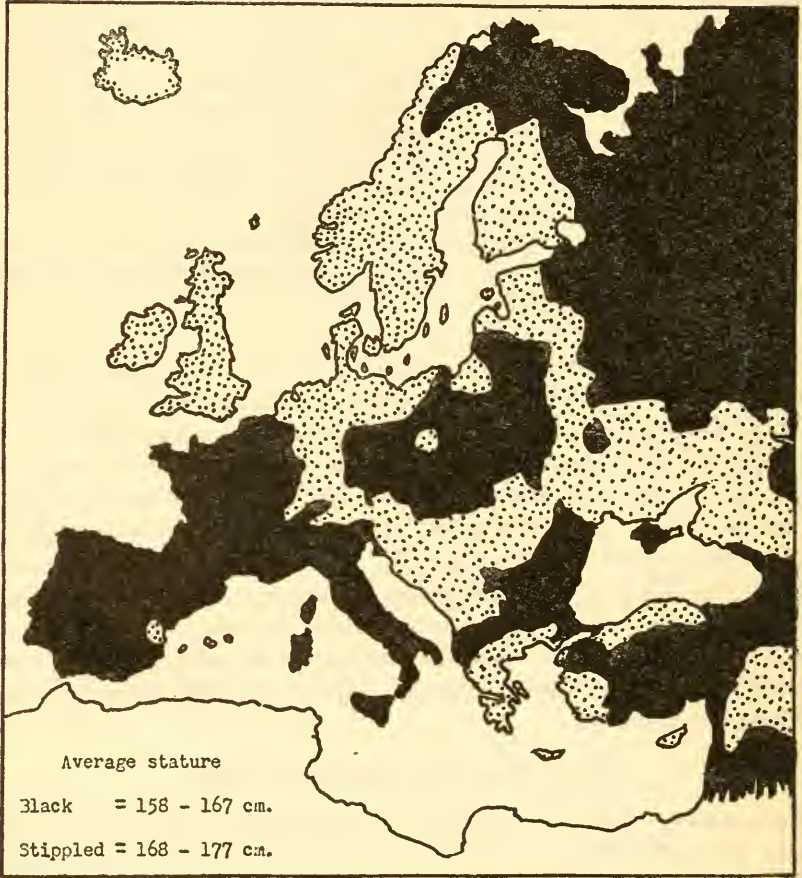 Average stature
Black = 158 - 167 cm.
Stippled = 168 - 177 cm.